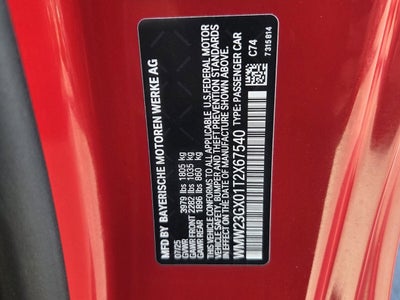 MFD BY BAYERISCHE MOTOREN WERKE AG
07/25
GVWR 3979 lbs 1805 kg
GAWR FRONT 2282 lbs 1035 kg
GAWR REAR 1896 lbs 860 kg
THIS VEHICLE CONFORMS TO ALL APPLICABLE U.S.FEDERAL MOTOR
VEHICLE SAFETY, BUMPER, AND THEFT PREVENTION STANDARDS
IN EFFECT ON THE DATE OF MANUFACTURE SHOWN ABOVE.
WMW23GX01T2X67540 TYPE: PASSENGER CAR
C74
7 315 B14